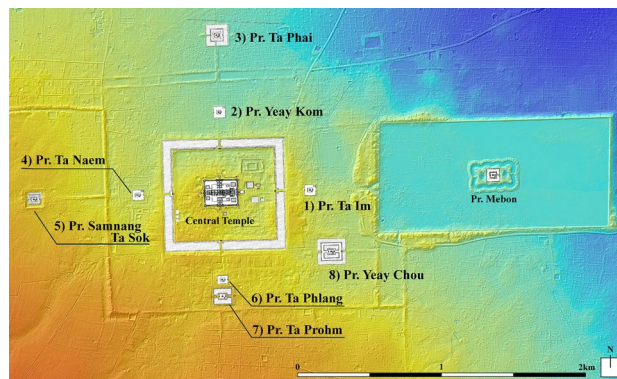 3) Pr. Ta Phai
2) Pr. Yeay Kom
4) Pr. Ta Naem
1) Pr. Ta Im
Pr. Mebon
Central Temple
5) Pr. Samnang
Ta Sok
8) Pr. Yeay Chou
6) Pr. Ta Phlang
7) Pr. Ta Prohm
N
0 1 2km